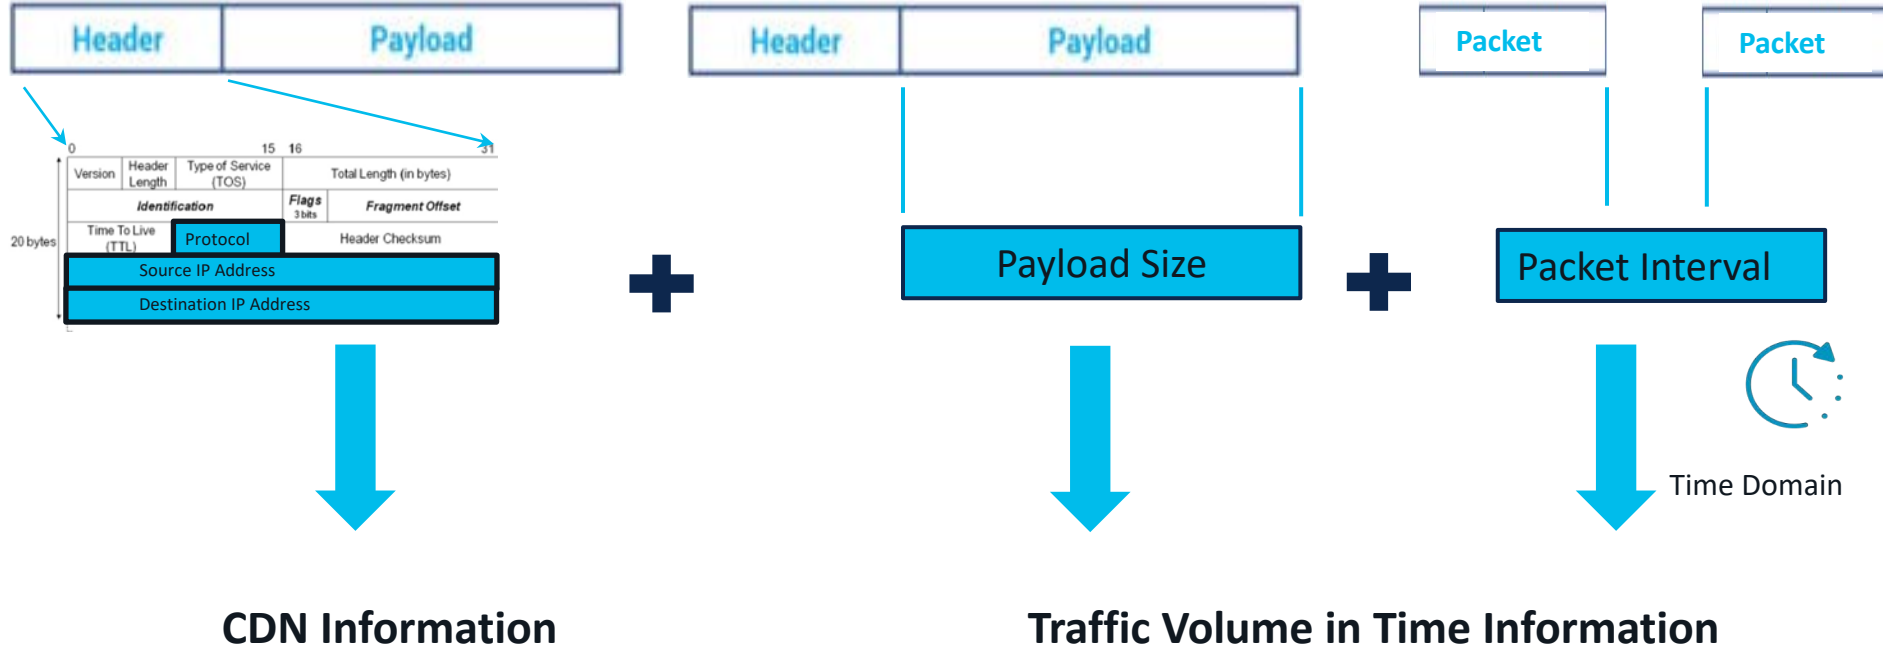 Header Payload
Header Payload
Packet Packet
0 15 16 31
Version Header Length Type of Service (TOS) Total Length (in bytes)
Identification Flags 3 bits Fragment Offset
20 bytes Time To Live (TTL) Protocol Header Checksum
Source IP Address
Destination IP Address
Payload Size
Packet Interval
Time Domain
CDN Information
Traffic Volume in Time Information